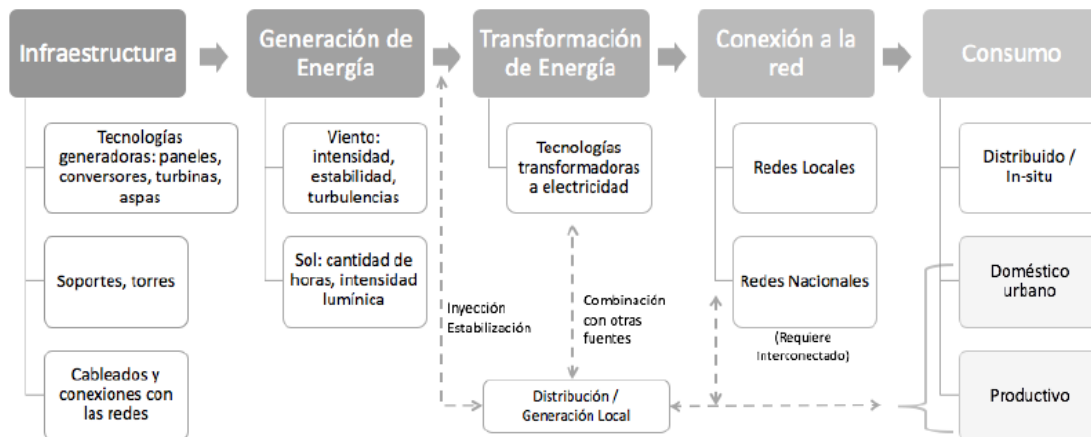 Infraestructura
Generación de
Energía
Transformación
de Energía
Conexión a la
red
Consumo
Tecnologías
generadoras: paneles,
conversores, turbinas,
aspas
Soportes, torres
Cableados y
conexiones con
las redes
Viento:
intensidad,
estabilidad,
turbulencias
Sol: cantidad de
horas, intensidad
lumínica
Inyección
Estabilización
Tecnologías
transformadoras
a electricidad
Combinación
con otras
fuentes
Distribución /
Generación Local
Redes Locales
Redes Nacionales
(Requiere
Interconectado)
Distribuido /
In-situ
Doméstico
urbano
Productivo